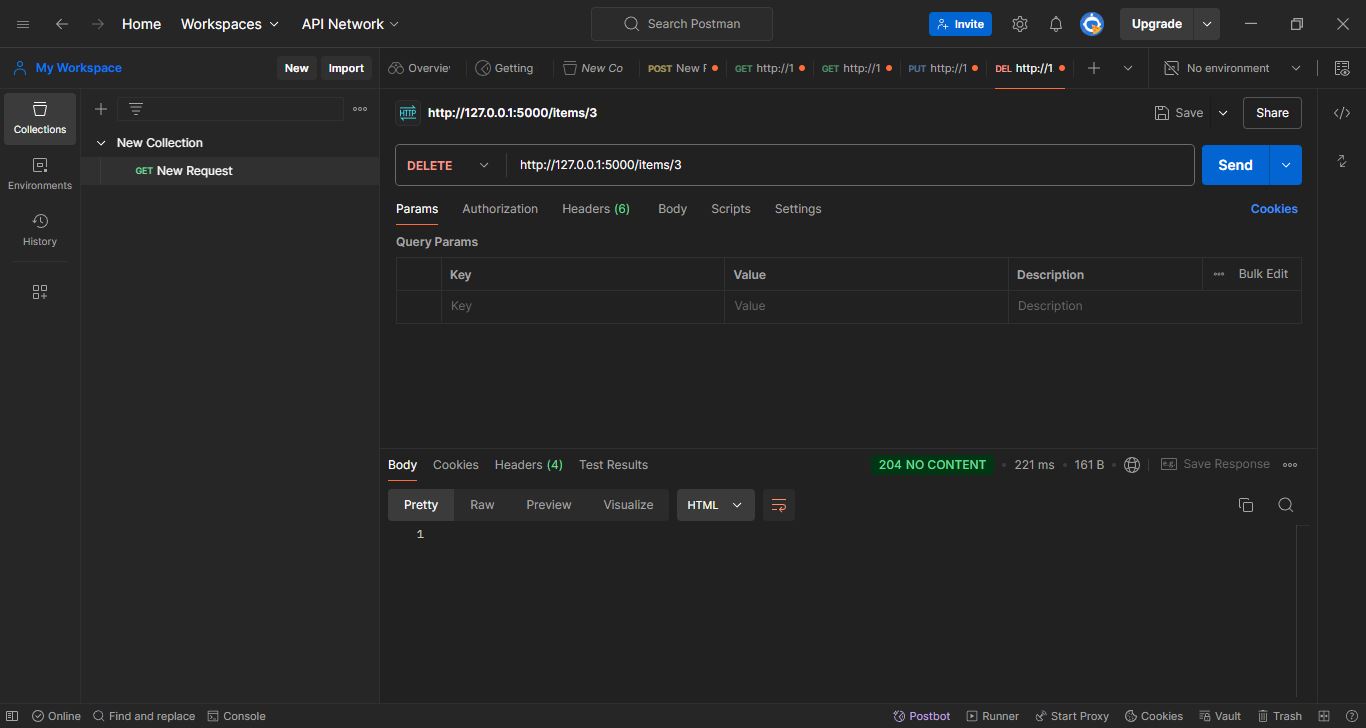 Home Workspaces API Network Search Postman Invite Upgrade
My Workspace New Import Overvie Getting New Co POST New F GET http://1 GET http://1 PUT http://1 DEL http://1 No environment
Collections
Environments
History
New Collection
GET New Request
HTTP http://127.0.0.1:5000/items/3 Save Share
DELETE http://127.0.0.1:5000/items/3 Send
Params Authorization Headers (6) Body Scripts Settings Cookies
Query Params
Key Value Description Bulk Edit
Key Value Description
Body Cookies Headers (4) Test Results 204 NO CONTENT 221 ms 161 B e.g. Save Response
Pretty Raw Preview Visualize HTML
1
Online Find and replace Console Postbot Runner Start Proxy Cookies Vault Trash